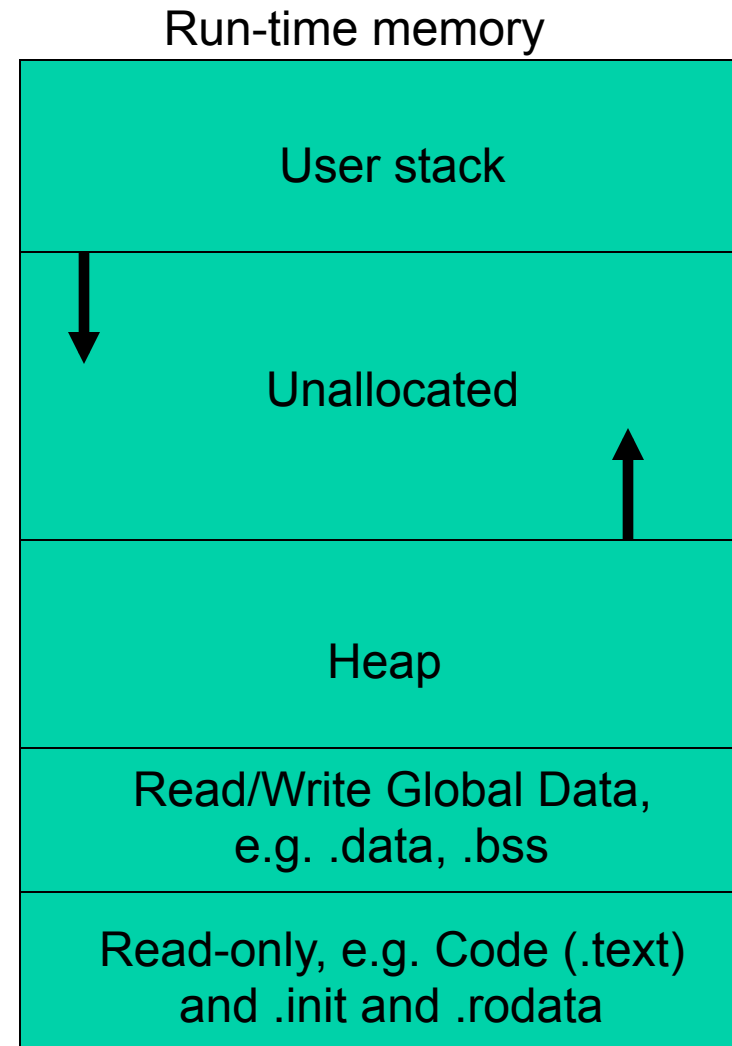 Run-time memory
User stack
Unallocated
Heap
Read/Write Global Data,
e.g. .data, .bss
Read-only, e.g. Code (.text)
and .init and .rodata